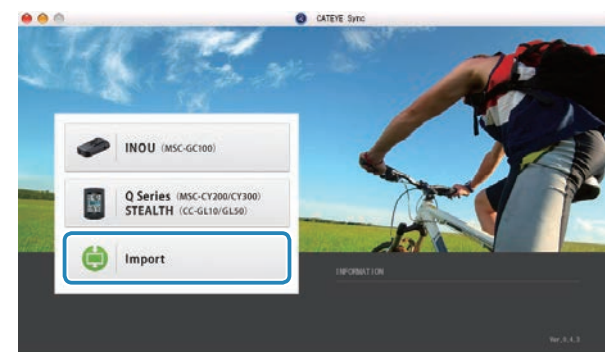 CATEYE Sync
INOU (MSC-GC100)
Q Series (MSC-CY200/CY300)
STEALTH (CC-GL10/GL50)
Import
INFORMATION